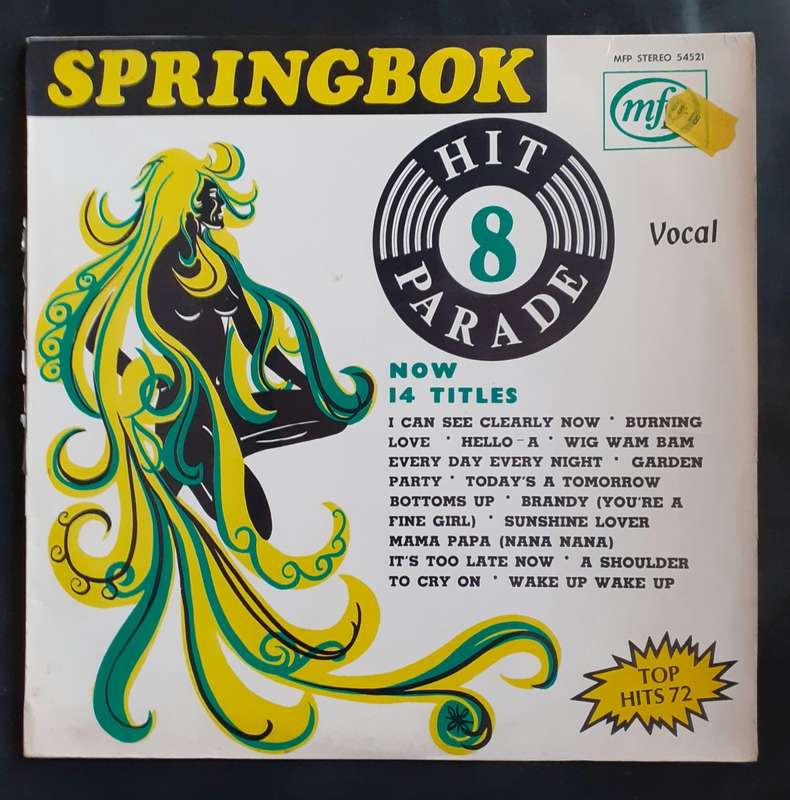 SPRINGBOK
MFP STEREO 54521
mf
HIT
8
PARADE
Vocal
NOW
14 TITLES
I CAN SEE CLEARLY NOW * BURNING
LOVE * HELLO-A * WIG WAM BAM
EVERY DAY EVERY NIGHT * GARDEN
PARTY * TODAY'S A TOMORROW
BOTTOMS UP * BRANDY (YOU'RE A
FINE GIRL) * SUNSHINE LOVER
MAMA PAPA (NANA NANA)
IT'S TOO LATE NOW * A SHOULDER
TO CRY ON * WAKE UP WAKE UP
TOP
HITS 72